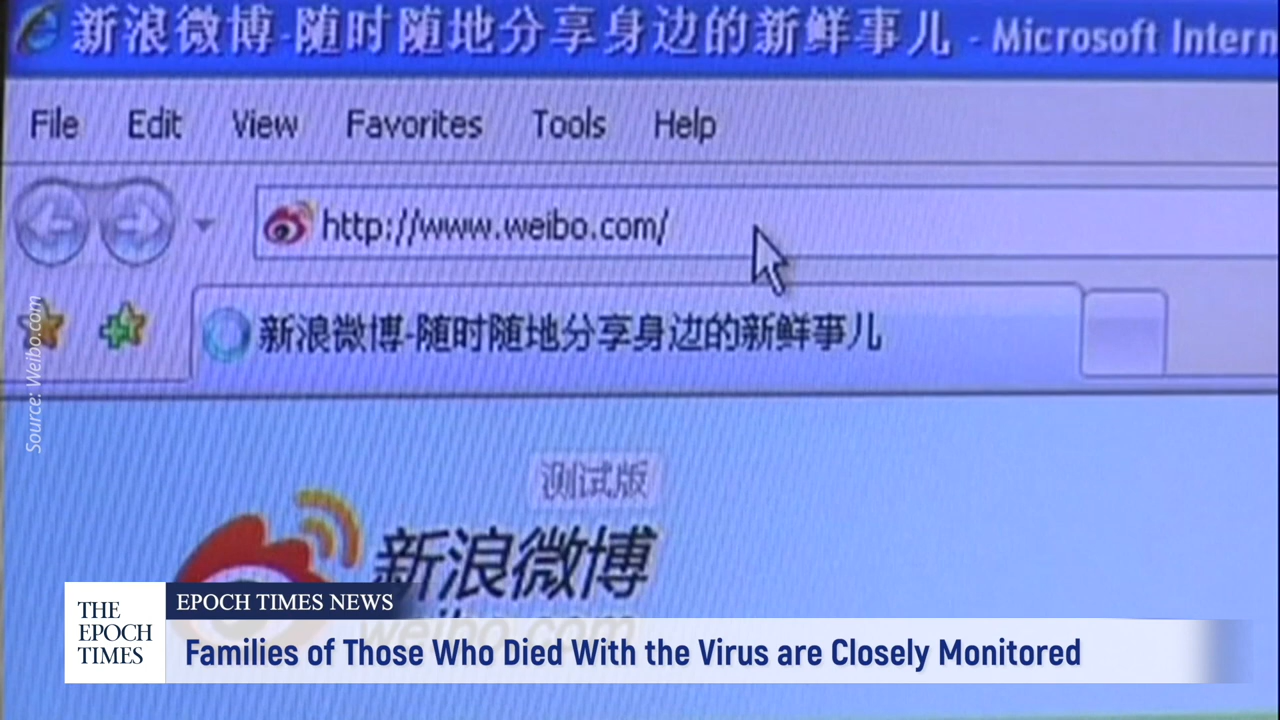 新浪微博-随时随地分享身边的新鲜事儿 - Microsoft Intern
File Edit View Favorites Tools Help
http://www.weibo.com/
新浪微博-随时随地分享身边的新鲜事儿
Source: Weibo.com
测试版
新浪微博
weibo.com
THE
EPOCH
TIMES
EPOCH TIMES NEWS
Families of Those Who Died With the Virus are Closely Monitored